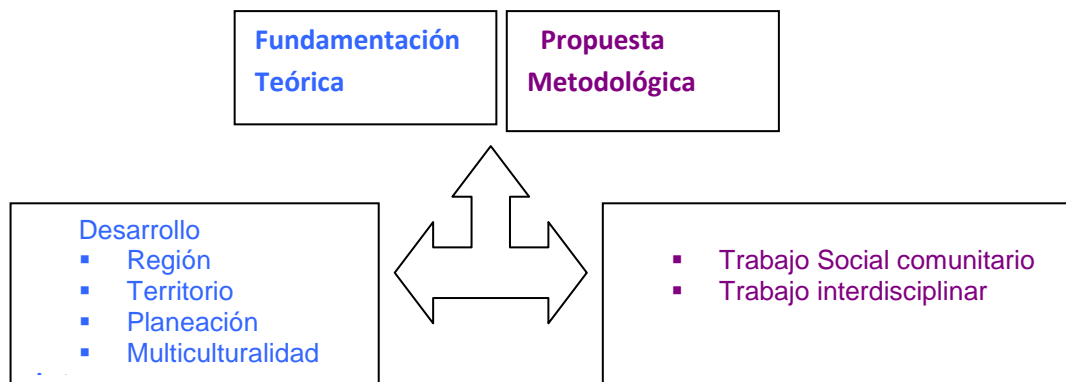 Fundamentación
Teórica
Propuesta
Metodológica
Desarrollo
▪ Región
▪ Territorio
▪ Planeación
▪ Multiculturalidad
▪ Trabajo Social comunitario
▪ Trabajo interdisciplinar